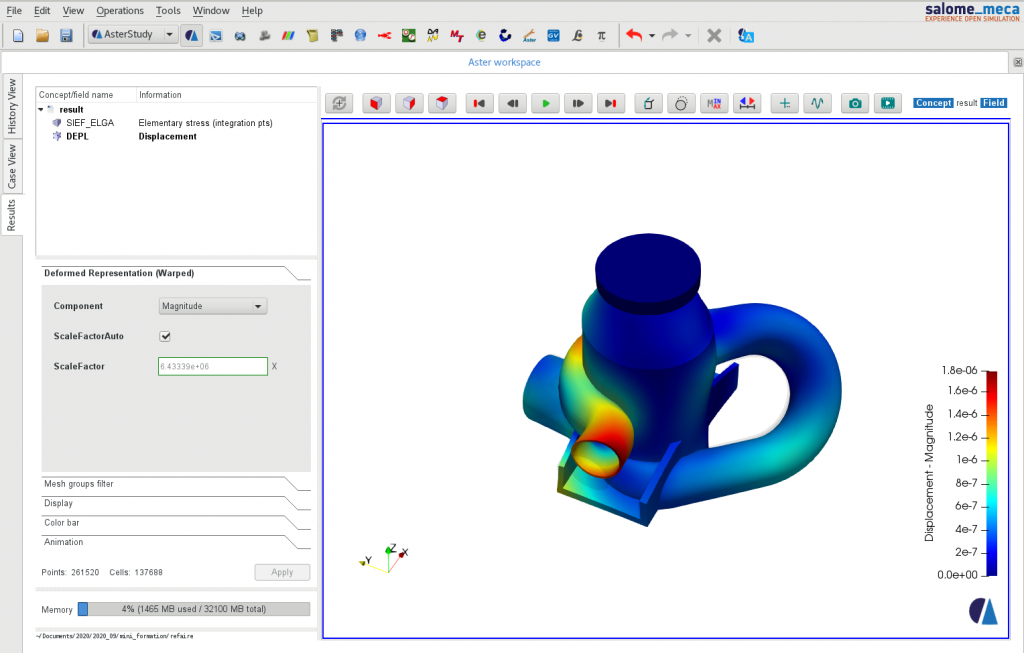 File Edit View Operations Tools Window Help
salome_meca
EXPERIENCE OPEN SIMULATION
AsterStudy
Aster workspace
History View
Case View
Results
Concept/field name Information
result
SIEF_ELGA Elementary stress (integration pts)
DEPL Displacement
MIN
MAX
Concept result Field
Deformed Representation (Warped)
Component Magnitude
ScaleFactorAuto
ScaleFactor 6.43339e+06 X
Mesh groups filter
Display
Color bar
Animation
Points: 261520 Cells: 137688 Apply
Memory 4% (1465 MB used / 32100 MB total)
~/Documents/2020/2020_09/mini_formation/refaire
Y Z X
Displacement - Magnitude
1.8e-06
1.6e-6
1.4e-6
1.2e-6
1e-6
8e-7
6e-7
4e-7
2e-7
0.0e+00